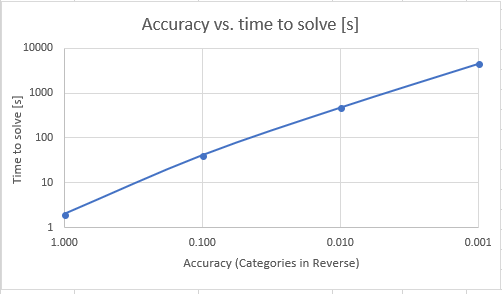 Accuracy vs. time to solve [s]
10000
1000
100
10
1
Time to solve [s]
1.000 0.100 0.010 0.001
Accuracy (Categories in Reverse)